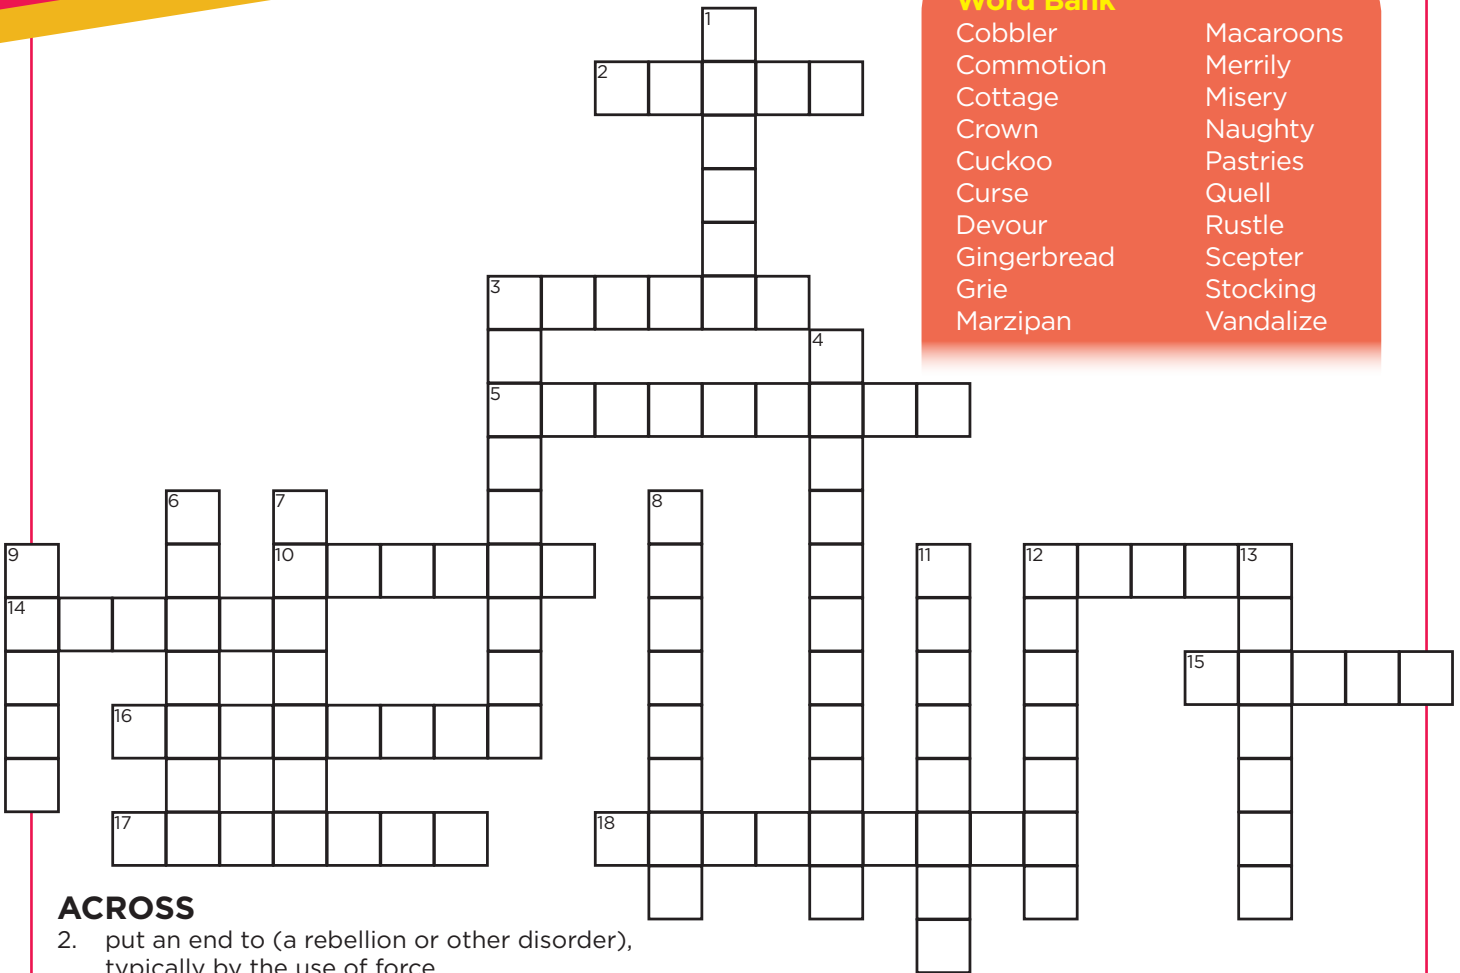 Word Bank
Cobbler
Commotion
Cottage
Crown
Cuckoo
Curse
Devour
Gingerbread
Grie
Marzipan
Macaroons
Merrily
Misery
Naughty
Pastries
Quell
Rustle
Scepter
Stocking
Vandalize
1
2
3
4
5
6
7
8
9
10
11
12
13
14
15
16
17
18
ACROSS
2. put an end to (a rebellion or other disorder),
typically by the use of force